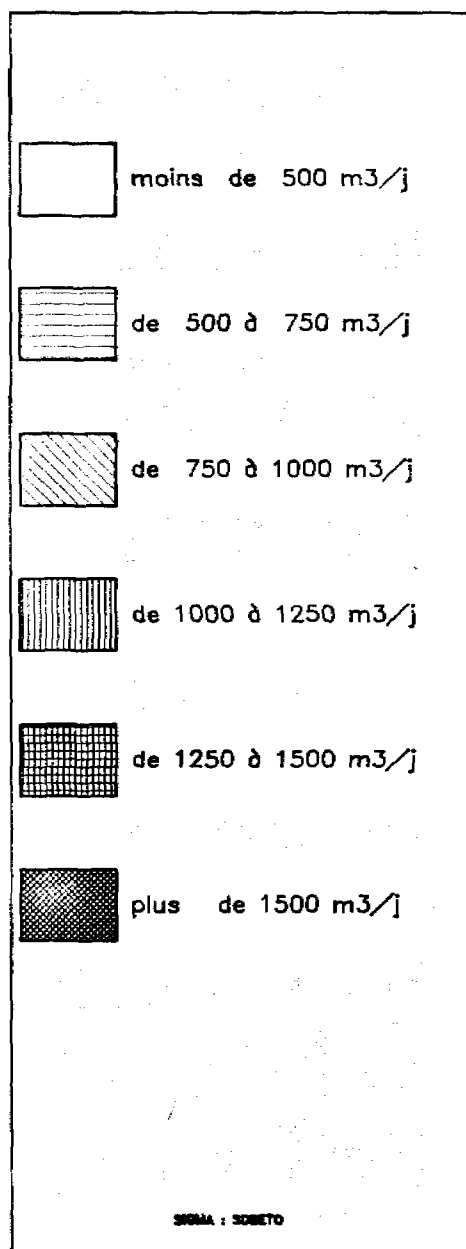 moins de 500 m3/j
de 500 à 750 m3/j
de 750 à 1000 m3/j
de 1000 à 1250 m3/j
de 1250 à 1500 m3/j
plus de 1500 m3/j
SIGMA :